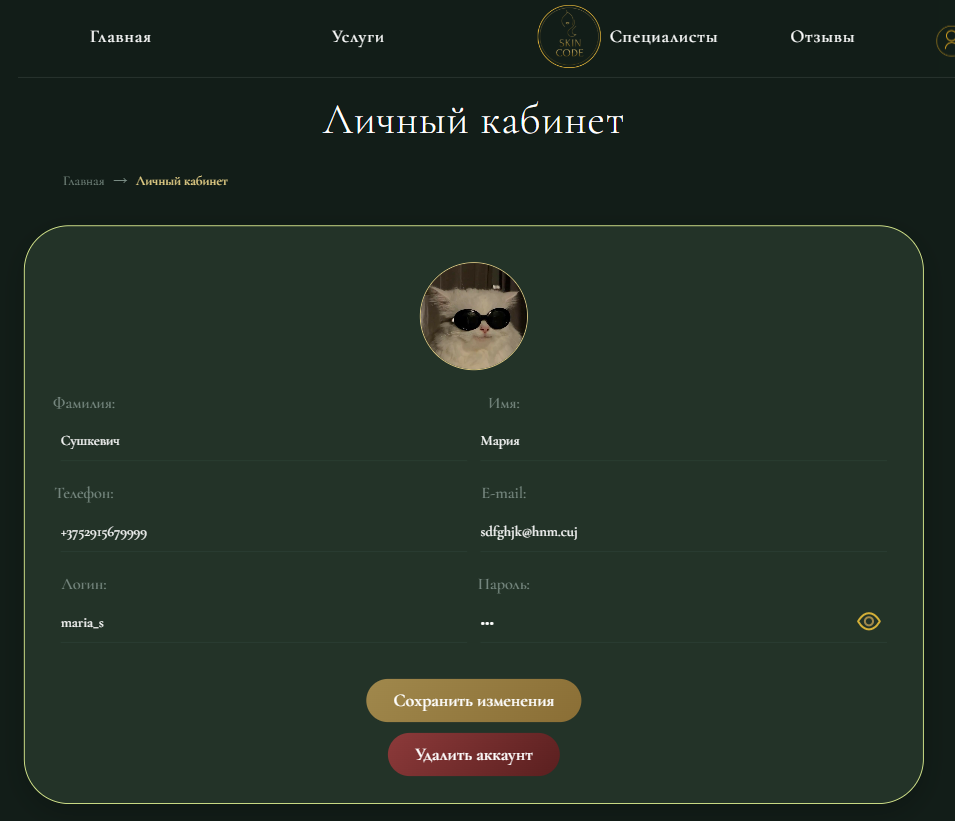 Главная Услуги SKIN CODE Специалисты Отзывы
Личный кабинет
Главная → Личный кабинет
Фамилия: Имя:
Сушкевич Мария
Телефон: E-mail:
+3752915679999 sdfghjk@hnm.cuj
Логин: Пароль:
maria_s •••
Сохранить изменения
Удалить аккаунт